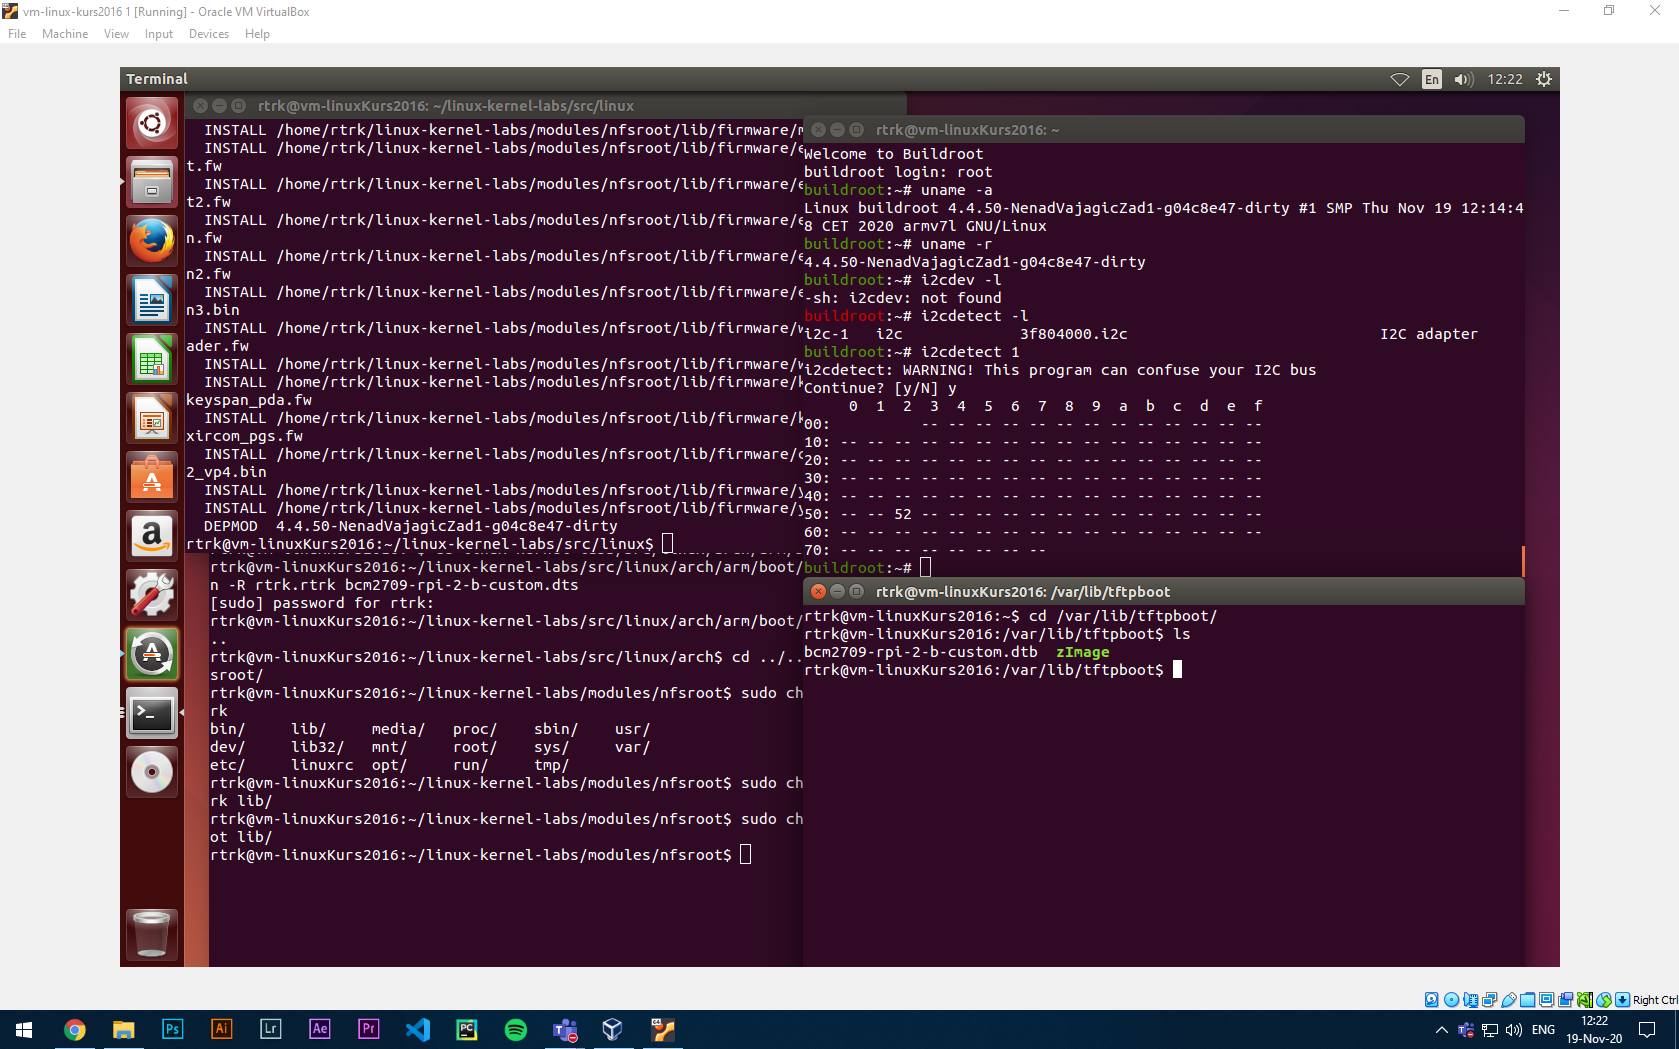 vm-linux-kurs2016 1 [Running] - Oracle VM VirtualBox
File Machine View Input Devices Help
Terminal
En 12:22
rtrk@vm-linuxKurs2016: ~/linux-kernel-labs/src/linux
INSTALL /home/rtrk/linux-kernel-labs/modules/nfsroot/lib/firmware/
INSTALL /home/rtrk/linux-kernel-labs/modules/nfsroot/lib/firmware/
t.fw
INSTALL /home/rtrk/linux-kernel-labs/modules/nfsroot/lib/firmware/
t2.fw
INSTALL /home/rtrk/linux-kernel-labs/modules/nfsroot/lib/firmware/
n.fw
INSTALL /home/rtrk/linux-kernel-labs/modules/nfsroot/lib/firmware/
n2.fw
INSTALL /home/rtrk/linux-kernel-labs/modules/nfsroot/lib/firmware/
n3.bin
INSTALL /home/rtrk/linux-kernel-labs/modules/nfsroot/lib/firmware/
ader.fw
INSTALL /home/rtrk/linux-kernel-labs/modules/nfsroot/lib/firmware/
INSTALL /home/rtrk/linux-kernel-labs/modules/nfsroot/lib/firmware/
keyspan_pda.fw
INSTALL /home/rtrk/linux-kernel-labs/modules/nfsroot/lib/firmware/
xircom_pgs.fw
INSTALL /home/rtrk/linux-kernel-labs/modules/nfsroot/lib/firmware/
2_vp4.bin
INSTALL /home/rtrk/linux-kernel-labs/modules/nfsroot/lib/firmware/
INSTALL /home/rtrk/linux-kernel-labs/modules/nfsroot/lib/firmware/
DEPMOD 4.4.50-NenadVajagicZad1-g04c8e47-dirty
rtrk@vm-linuxKurs2016:~/linux-kernel-labs/src/linux$
rtrk@vm-linuxKurs2016:~/linux-kernel-labs/src/linux/arch/arm/boot/
n -R rtrk.rtrk bcm2709-rpi-2-b-custom.dts
[sudo] password for rtrk:
rtrk@vm-linuxKurs2016:~/linux-kernel-labs/src/linux/arch/arm/boot/
..
rtrk@vm-linuxKurs2016:~/linux-kernel-labs/src/linux/arch$ cd ../..
sroot/
rtrk@vm-linuxKurs2016:~/linux-kernel-labs/modules/nfsroot$ sudo ch
rk
bin/ lib/ media/ proc/ sbin/ usr/
dev/ lib32/ mnt/ root/ sys/ var/
etc/ linuxrc opt/ run/ tmp/
rtrk@vm-linuxKurs2016:~/linux-kernel-labs/modules/nfsroot$ sudo ch
rk lib/
rtrk@vm-linuxKurs2016:~/linux-kernel-labs/modules/nfsroot$ sudo ch
ot lib/
rtrk@vm-linuxKurs2016:~/linux-kernel-labs/modules/nfsroot$
rtrk@vm-linuxKurs2016: ~
Welcome to Buildroot
buildroot login: root
buildroot:~# uname -a
Linux buildroot 4.4.50-NenadVajagicZad1-g04c8e47-dirty #1 SMP Thu Nov 19 12:14:4
8 CET 2020 armv7l GNU/Linux
buildroot:~# uname -r
4.4.50-NenadVajagicZad1-g04c8e47-dirty
buildroot:~# i2cdev -l
-sh: i2cdev: not found
buildroot:~# i2cdetect -l
i2c-1 i2c 3f804000.i2c I2C adapter
buildroot:~# i2cdetect 1
i2cdetect: WARNING! This program can confuse your I2C bus
Continue? [y/N] y
0 1 2 3 4 5 6 7 8 9 a b c d e f
00: -- -- -- -- -- -- -- -- -- -- -- -- --
10: -- -- -- -- -- -- -- -- -- -- -- -- -- -- -- --
20: -- -- -- -- -- -- -- -- -- -- -- -- -- -- -- --
30: -- -- -- -- -- -- -- -- -- -- -- -- -- -- -- --
40: -- -- -- -- -- -- -- -- -- -- -- -- -- -- -- --
50: -- -- 52 -- -- -- -- -- -- -- -- -- -- -- -- --
60: -- -- -- -- -- -- -- -- -- -- -- -- -- -- -- --
70: -- -- -- -- -- -- -- --
buildroot:~#
rtrk@vm-linuxKurs2016: /var/lib/tftpboot
rtrk@vm-linuxKurs2016:~$ cd /var/lib/tftpboot/
rtrk@vm-linuxKurs2016:/var/lib/tftpboot$ ls
bcm2709-rpi-2-b-custom.dtb zImage
rtrk@vm-linuxKurs2016:/var/lib/tftpboot$
Right Ctrl
Ps Ai Lr Ae Pr PC
ENG
12:22
19-Nov-20